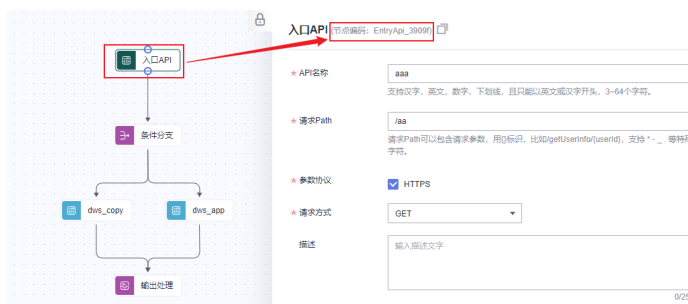 入口API
条件分支
dws_copy
dws_app
输出处理
入口API (节点编码：EntryApi_3909f)
* API名称
aaa
支持汉字，英文，数字，下划线，且只能以英文或汉字开头，3~64个字符。
* 请求Path
/aa
请求Path可以包含请求参数，用{}标识，比如/getUserInfo/{userId}，支持 * - _ . 等特殊
字符。
* 参数协议
HTTPS
* 请求方式
GET
描述
输入描述文字
0/25